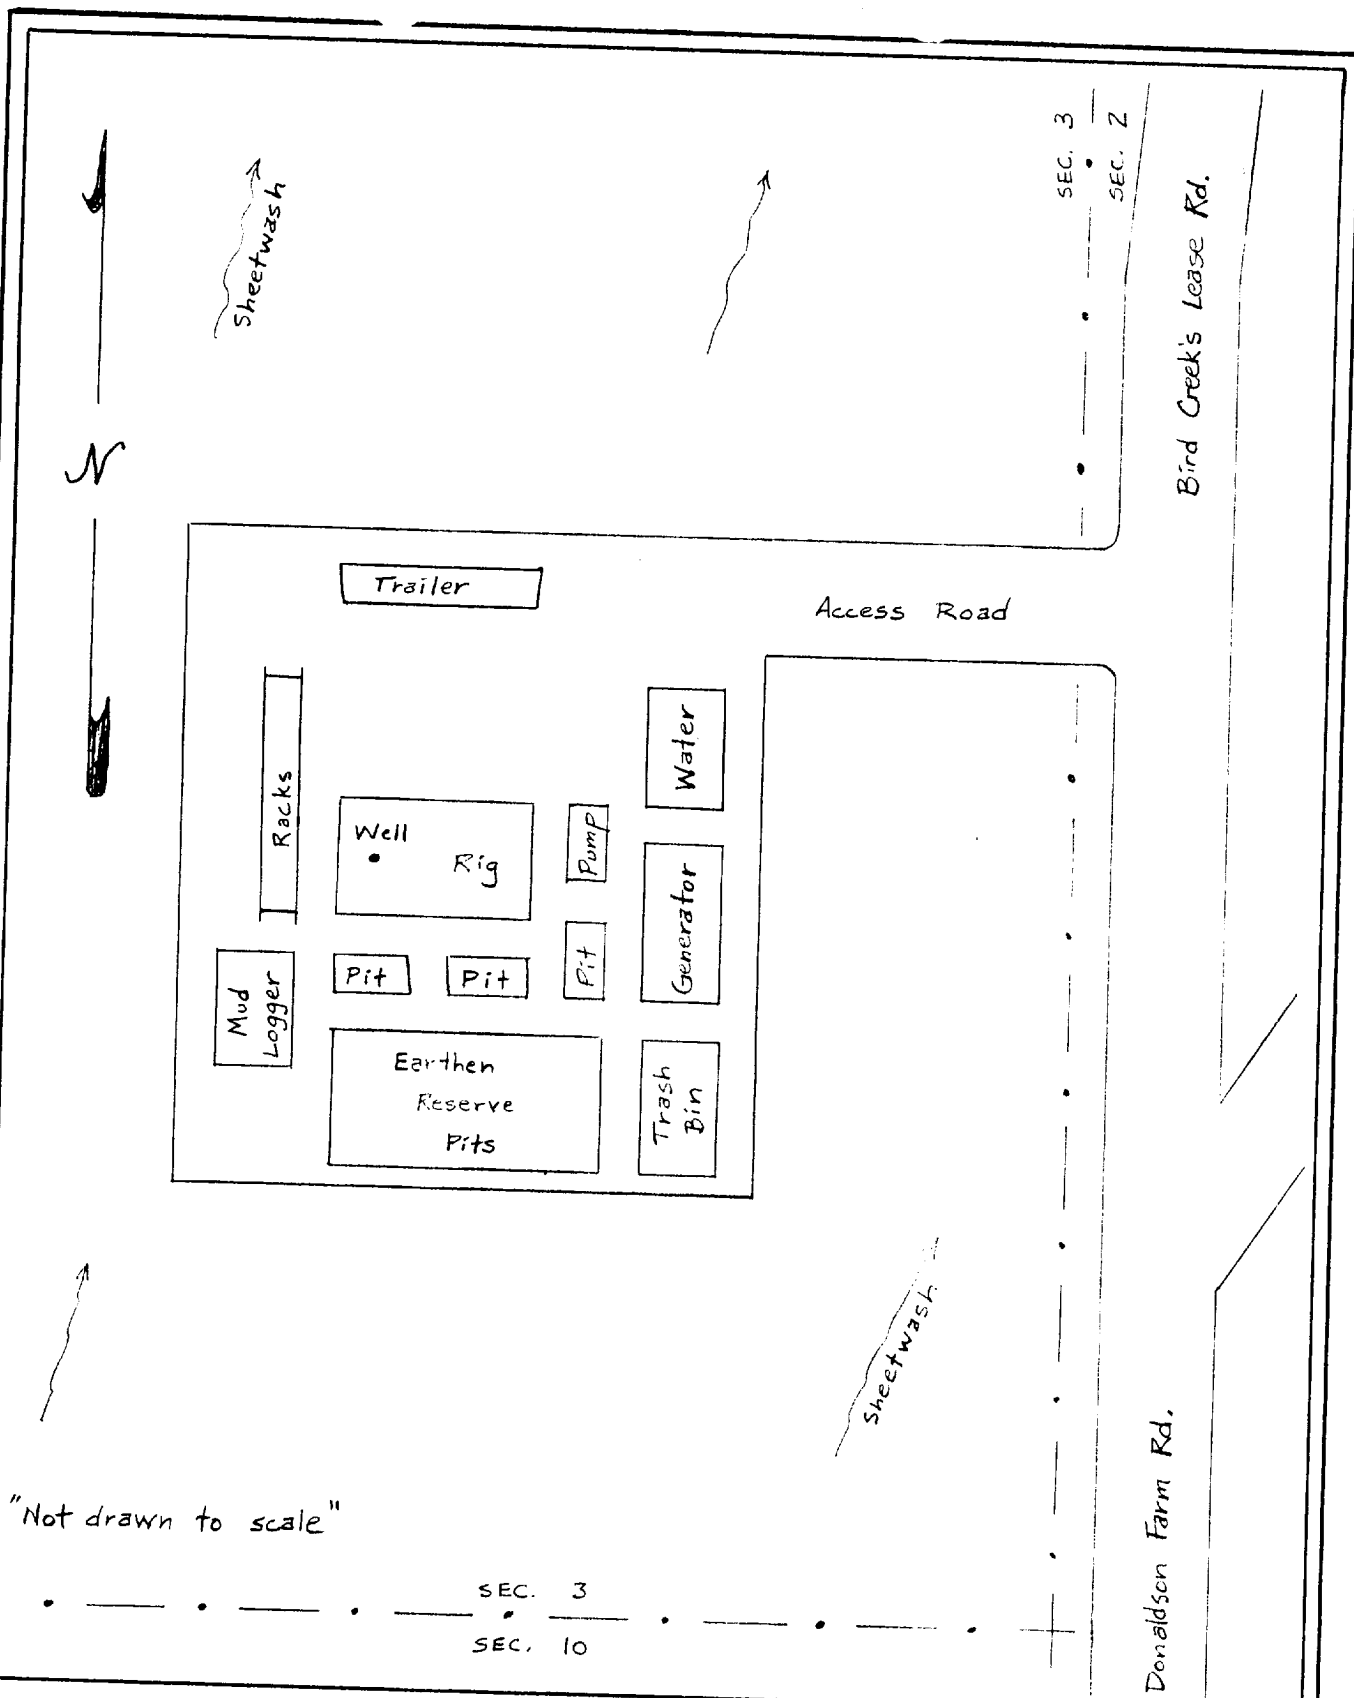 SEC. 3
SEC. 2
Bird Creek's Lease Rd.
Sheetwash
N
Trailer
Access Road
Racks
Well
Rig
Pump
Water
Mud
Logger
Pit
Pit
Pit
Generator
Earthen
Reserve
Pits
Trash
Bin
Sheetwash
Donaldson Farm Rd.
"Not drawn to scale"
SEC. 3
SEC. 10